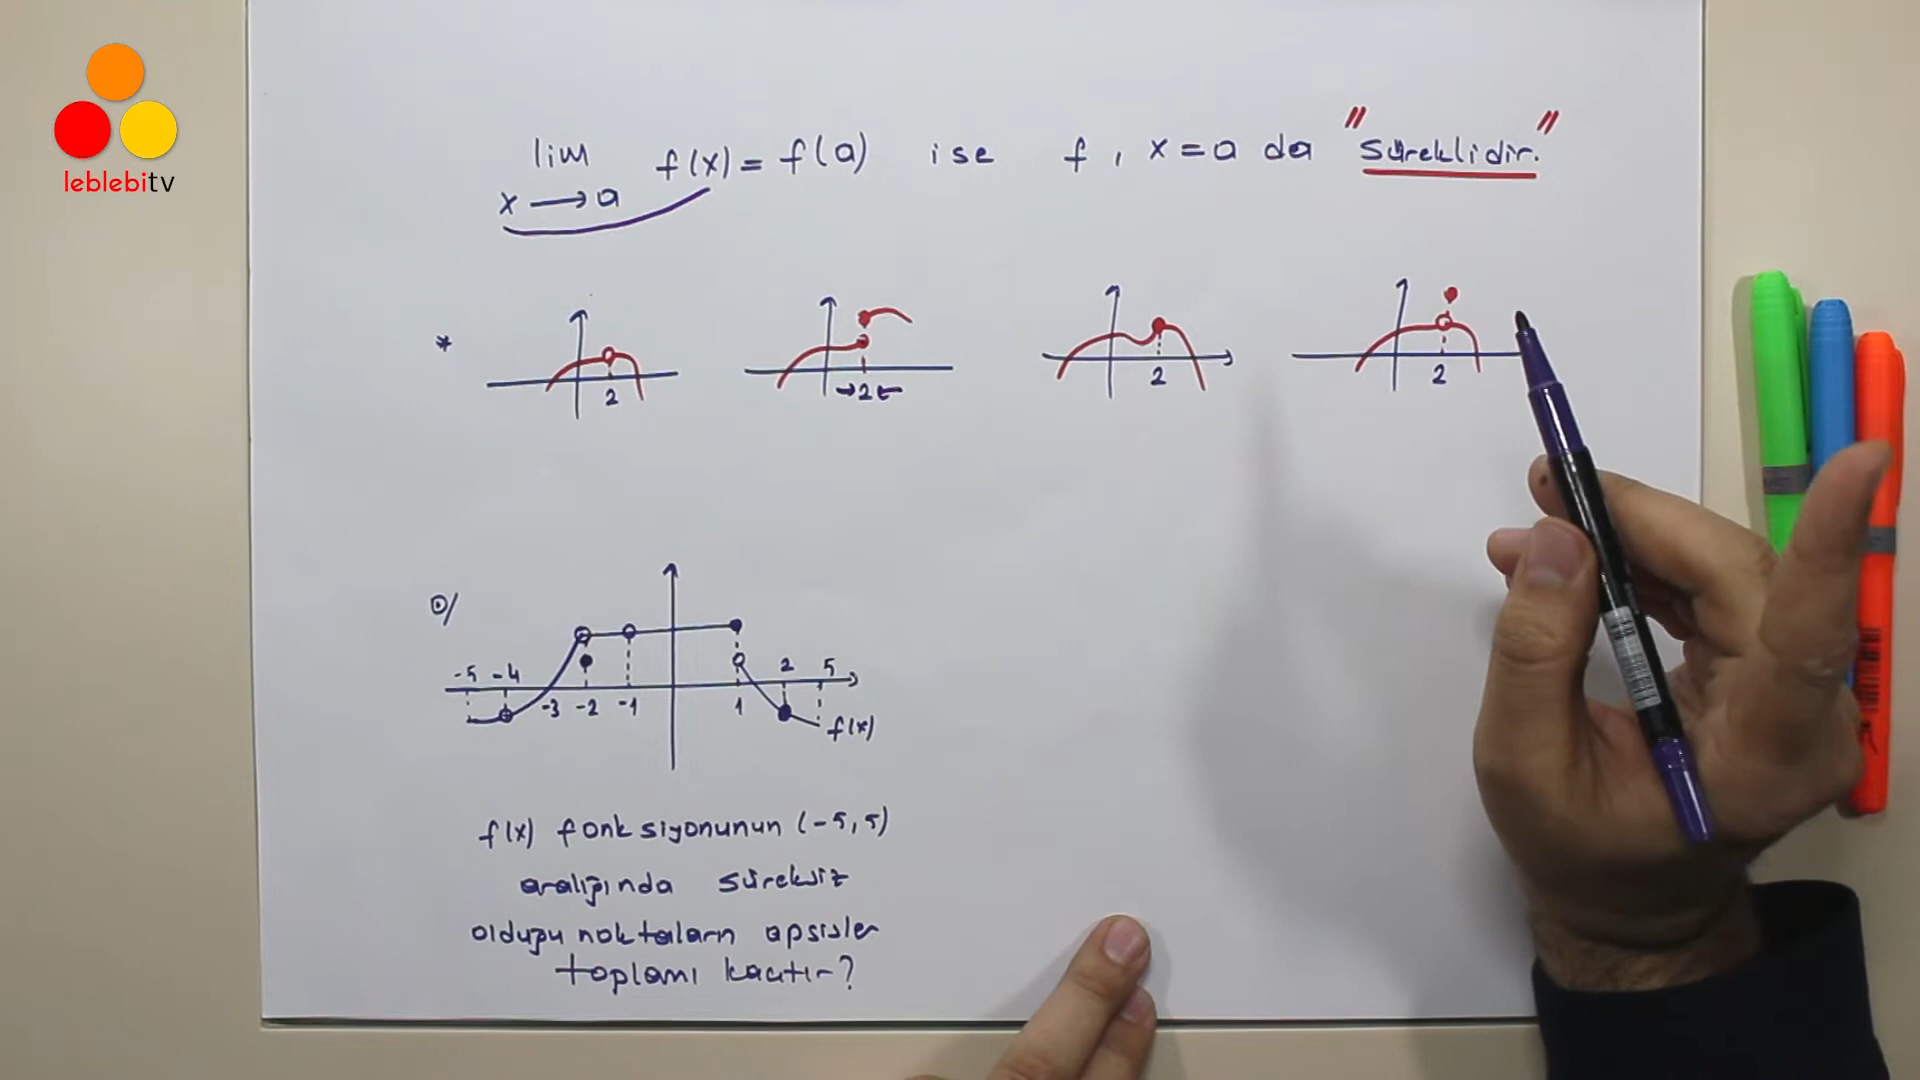 leblebitv
lim f(x) = f(a) ise f, x = a da "süreklidir."
x → a
*
2
→2←
2
2
O/
-5 -4 2 5
-3 -2 -1 1
f(x)
f(x) fonksiyonunun (-5,5)
aralığında süreksiz
olduğu noktaların apsisler
toplamı kaçtır?